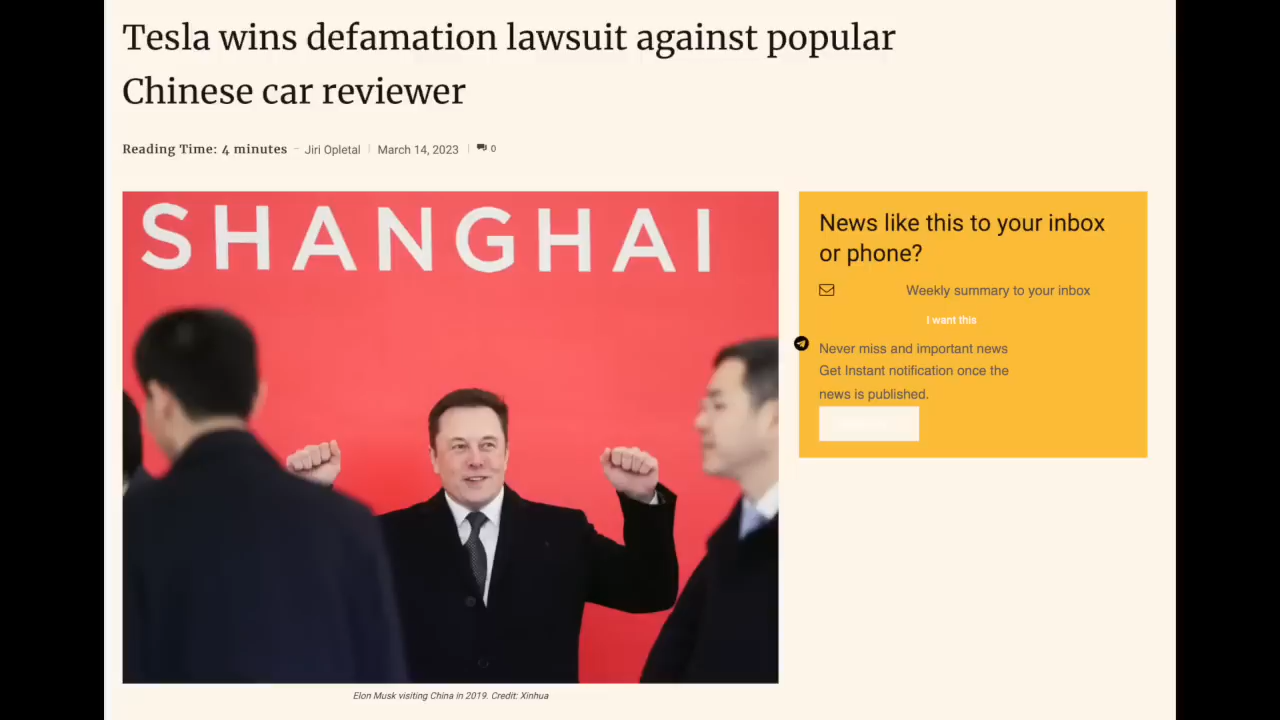 Tesla wins defamation lawsuit against popular
Chinese car reviewer
Reading Time: 4 minutes – Jiri Opletal | March 14, 2023 | 0
SHANGHAI
Elon Musk visiting China in 2019. Credit: Xinhua
News like this to your inbox
or phone?
Weekly summary to your inbox
I want this
Never miss and important news
Get Instant notification once the
news is published.